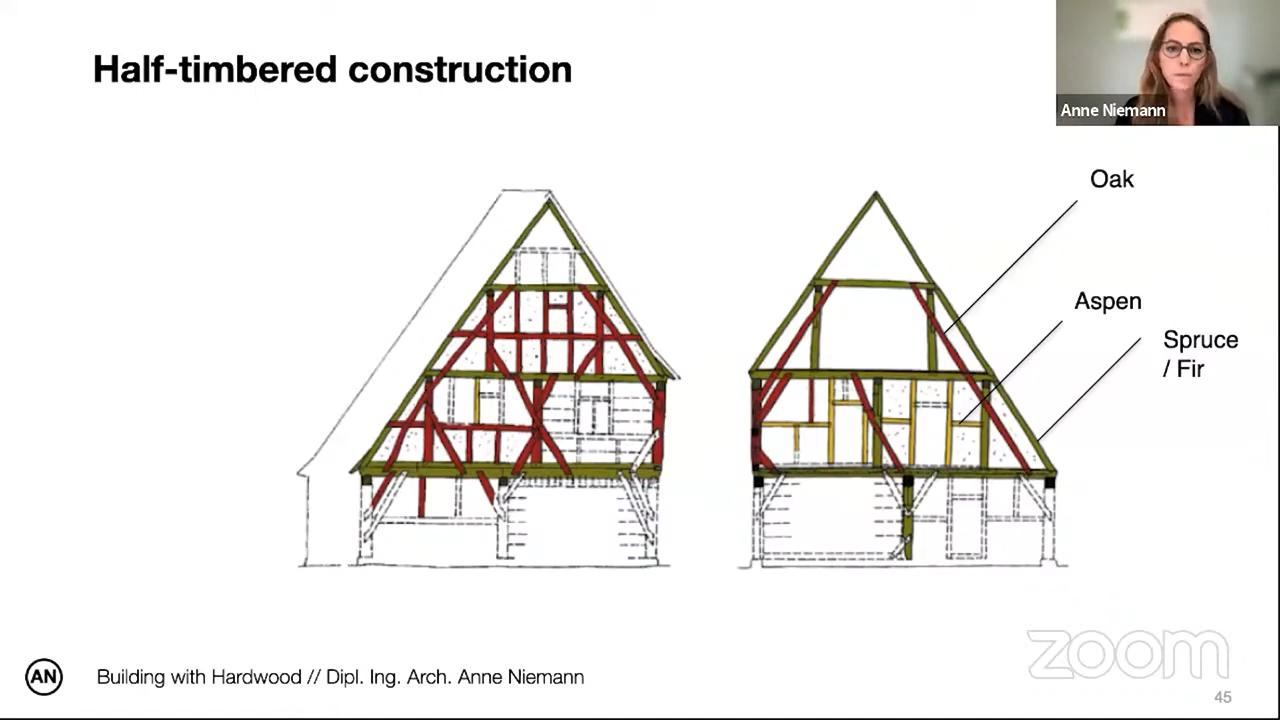 Half-timbered construction
Anne Niemann
Oak
Aspen
Spruce
/ Fir
AN
Building with Hardwood // Dipl. Ing. Arch. Anne Niemann
zoom
45